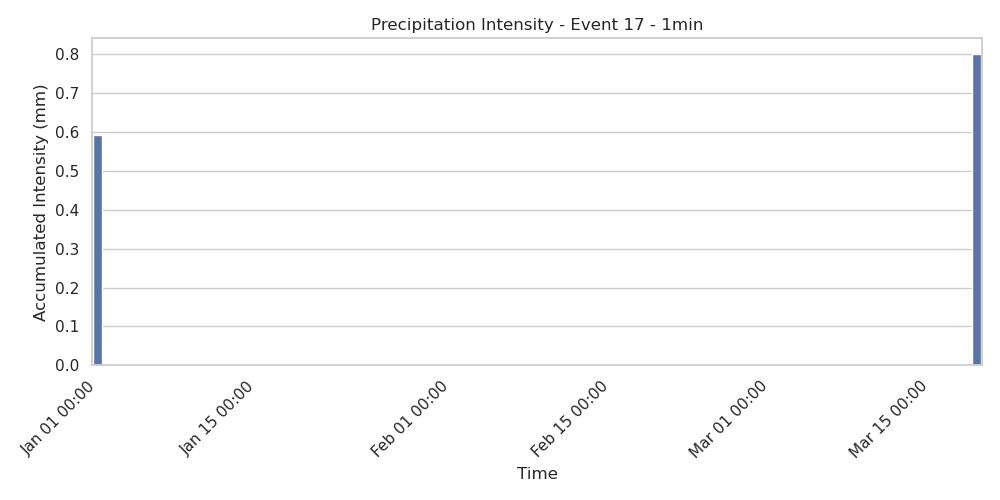 Precipitation Intensity - Event 17 - 1min
Accumulated Intensity (mm)
0.8
0.7
0.6
0.5
0.4
0.3
0.2
0.1
0.0
Jan 01 00:00
Jan 15 00:00
Feb 01 00:00
Feb 15 00:00
Mar 01 00:00
Mar 15 00:00
Time